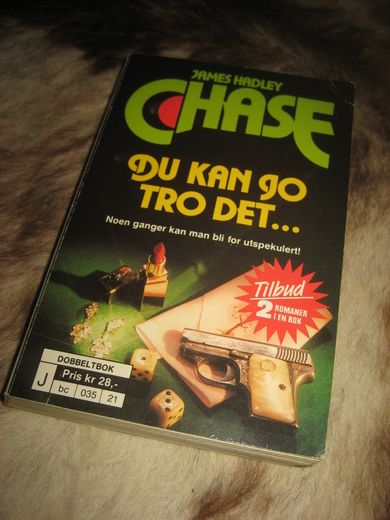 JAMES HADLEY
CHASE
DU KAN JO
TRO DET...
Noen ganger kan man bli for utspekulert!
Tilbud
2 ROMANER
I EN BOK
DOBBELTBOK
J
Pris kr 28,-
bc 035 21